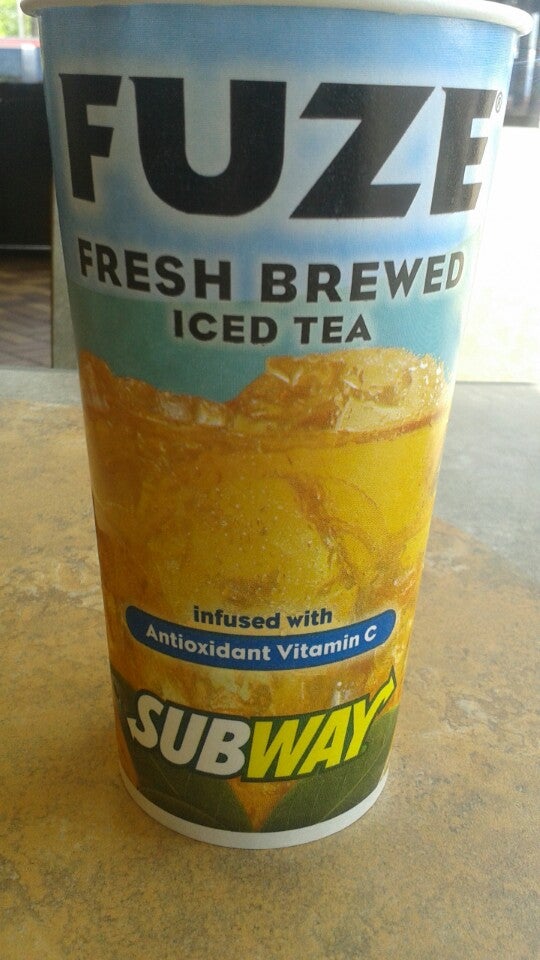 FUZE®
FRESH BREWED
ICED TEA
infused with
Antioxidant Vitamin C
SUBWAY